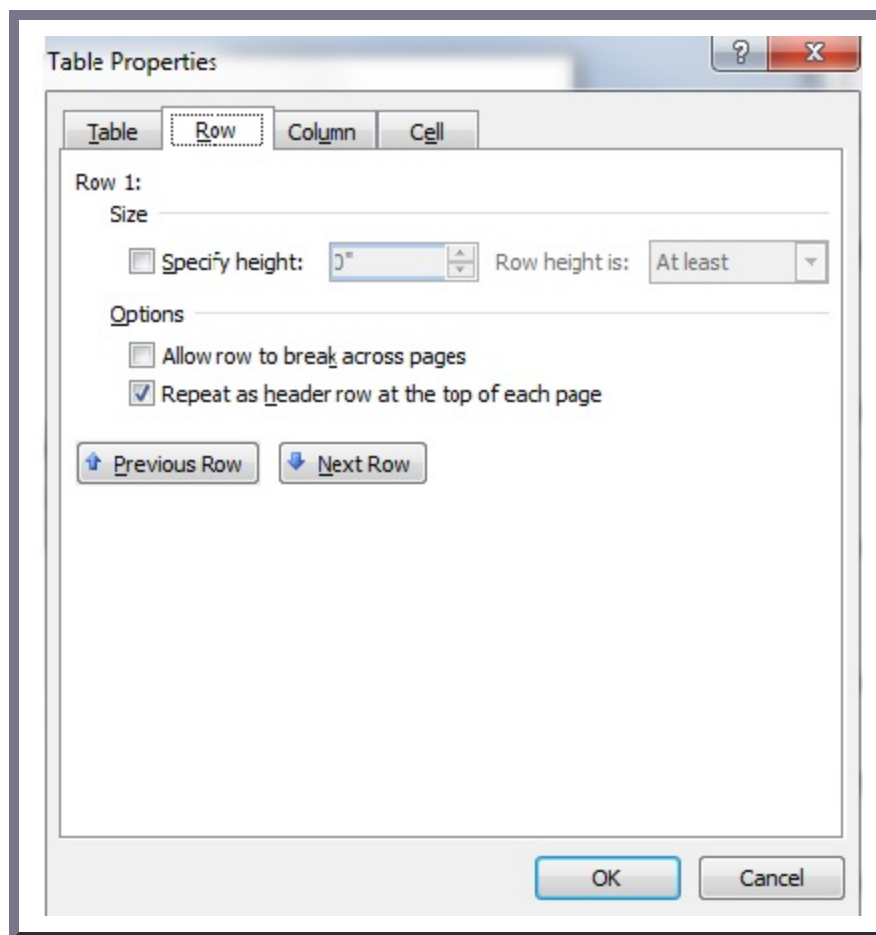 Table Properties
?
X
Table Row Column Cell
Row 1:
Size
Specify height: 0" Row height is: At least
Options
Allow row to break across pages
Repeat as header row at the top of each page
Previous Row Next Row
OK Cancel